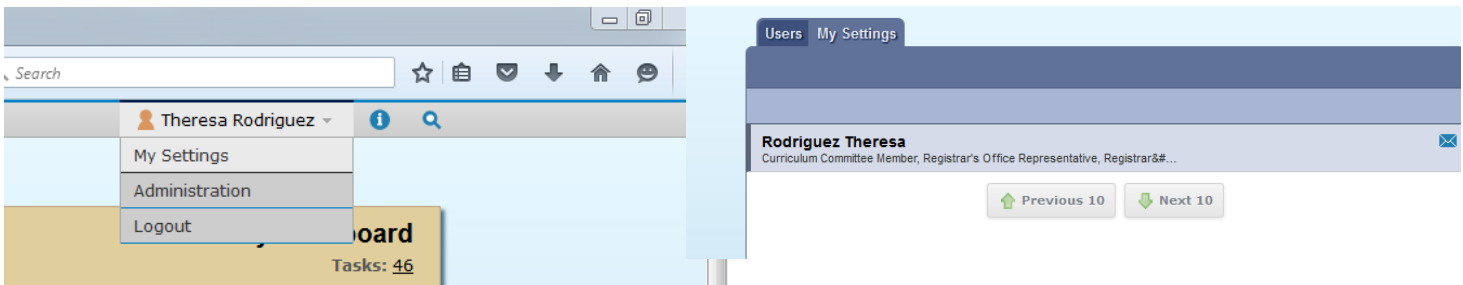 Search
Theresa Rodriguez
My Settings
Administration
Logout
board
Tasks: 46
Users My Settings
Rodriguez Theresa
Curriculum Committee Member, Registrar's Office Representative, Registrar&#...
Previous 10 Next 10